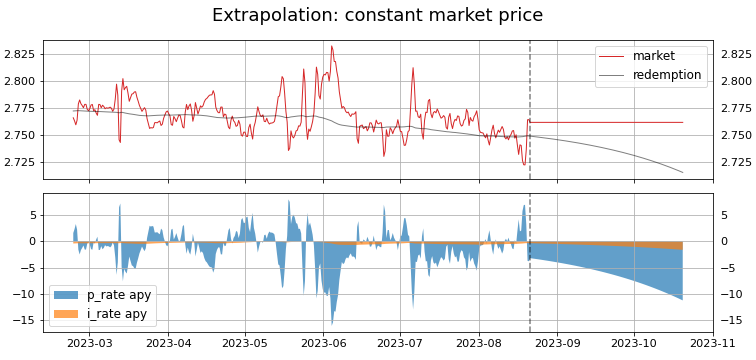 Extrapolation: constant market price
2.825 2.825
2.800 2.800
2.775 2.775
2.750 2.750
2.725 2.725
market
redemption
5 5
0 0
−5 −5
−10 −10
−15 −15
p_rate apy
i_rate apy
2023-03 2023-04 2023-05 2023-06 2023-07 2023-08 2023-09 2023-10 2023-11